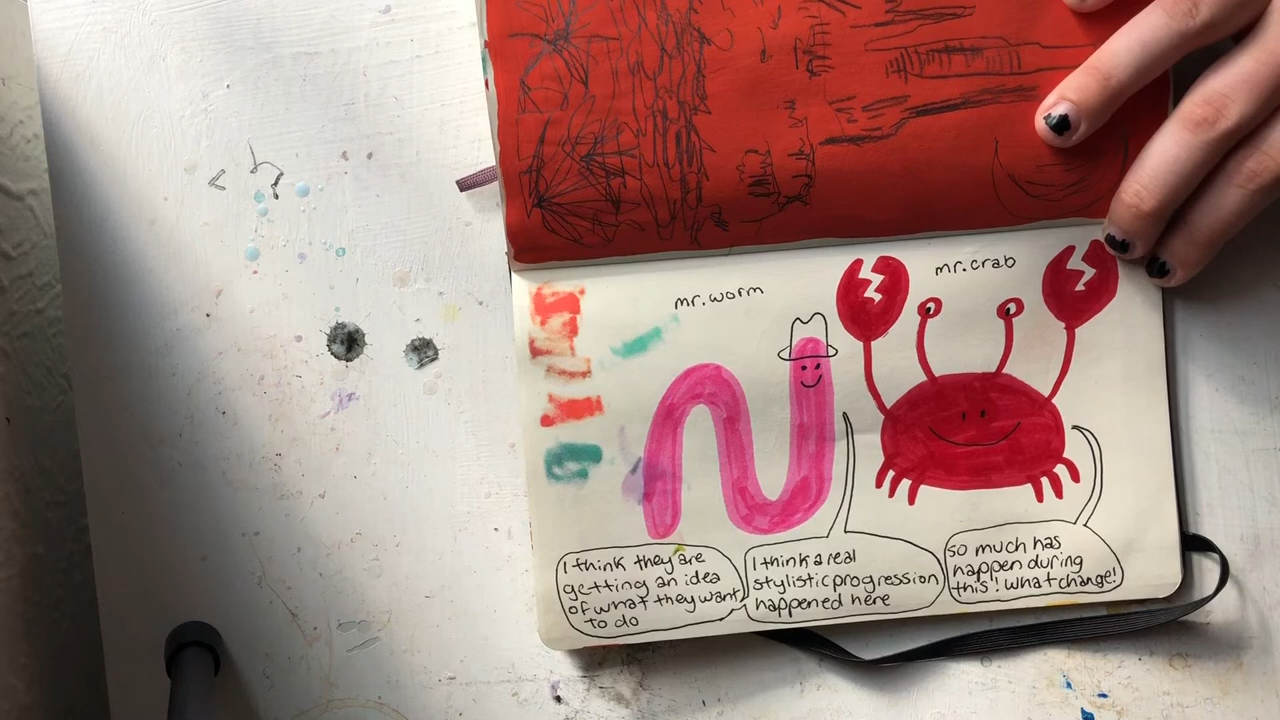 mr.worm
mr.crab
I think they are
getting an idea
of what they want
to do
I think a real
stylistic progression
happened here
so much has
happen during
this! what change!